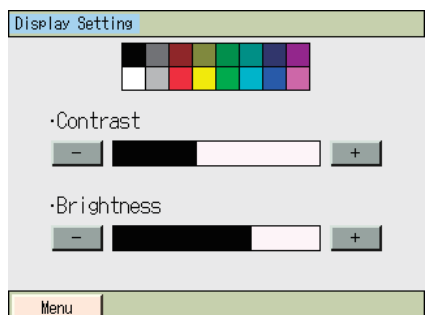 Display Setting
·Contrast
- +
·Brightness
- +
Menu